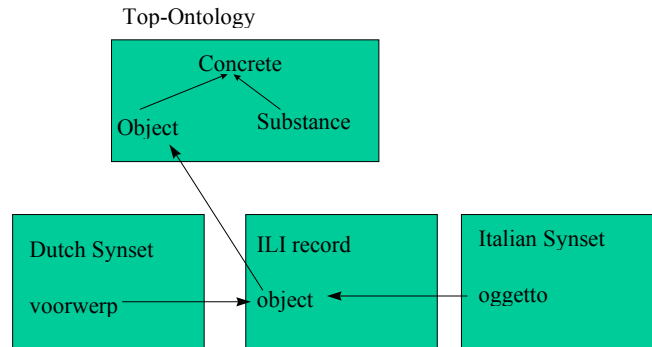 Top-Ontology
Concrete
Object
Substance
Dutch Synset
voorwerp
ILI record
object
Italian Synset
oggetto